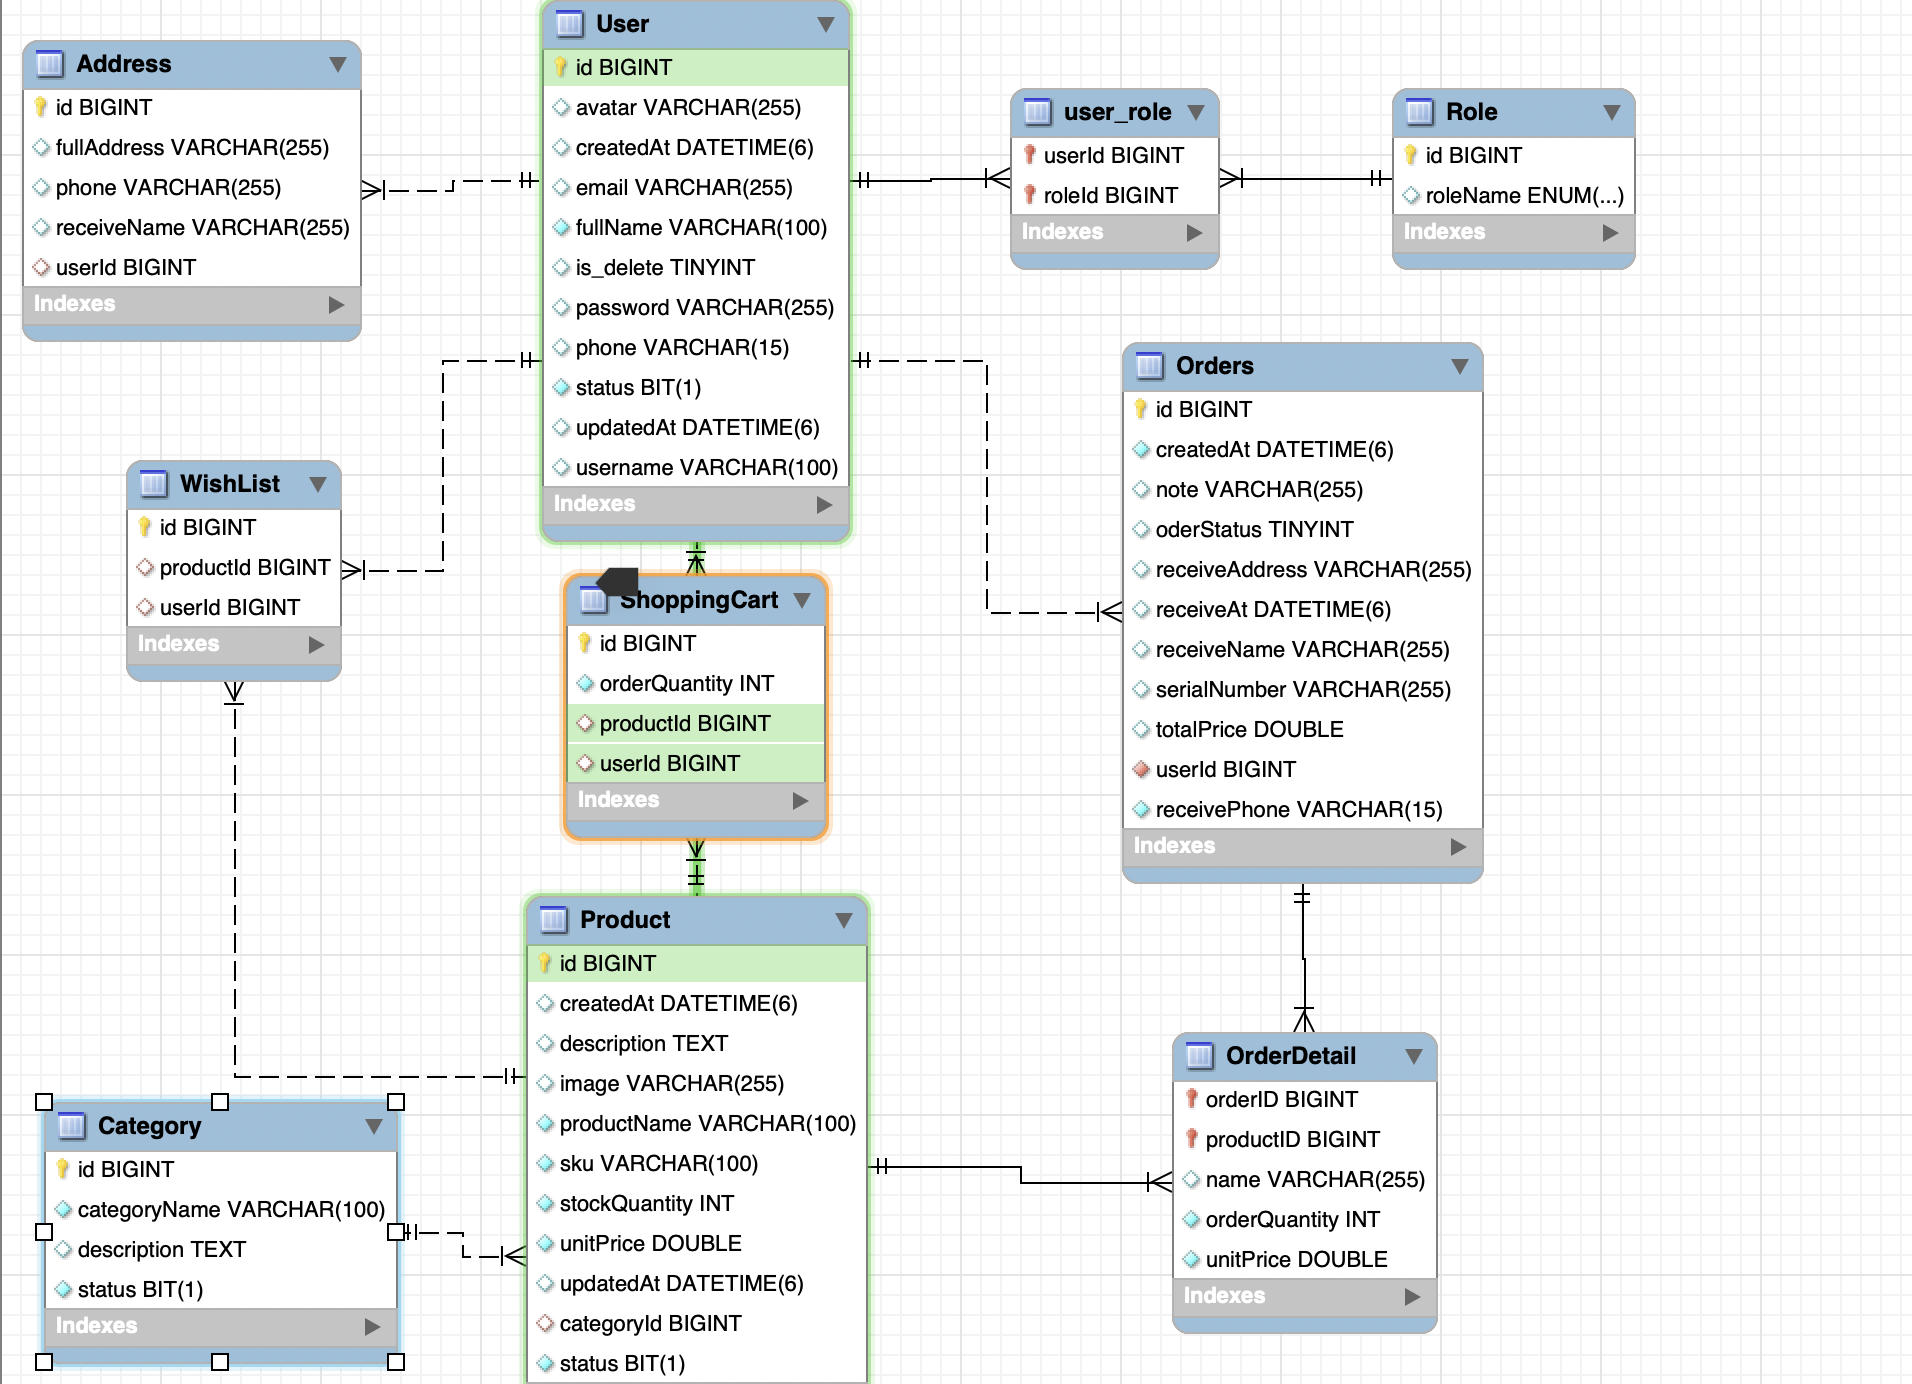 Address
id BIGINT
fullAddress VARCHAR(255)
phone VARCHAR(255)
receiveName VARCHAR(255)
userId BIGINT
Indexes
User
id BIGINT
avatar VARCHAR(255)
createdAt DATETIME(6)
email VARCHAR(255)
fullName VARCHAR(100)
is_delete TINYINT
password VARCHAR(255)
phone VARCHAR(15)
status BIT(1)
updatedAt DATETIME(6)
username VARCHAR(100)
Indexes
user_role
userId BIGINT
roleId BIGINT
Indexes
Role
id BIGINT
roleName ENUM(...)
Indexes
Orders
id BIGINT
createdAt DATETIME(6)
note VARCHAR(255)
oderStatus TINYINT
receiveAddress VARCHAR(255)
receiveAt DATETIME(6)
receiveName VARCHAR(255)
serialNumber VARCHAR(255)
totalPrice DOUBLE
userId BIGINT
receivePhone VARCHAR(15)
Indexes
WishList
id BIGINT
productId BIGINT
userId BIGINT
Indexes
ShoppingCart
id BIGINT
orderQuantity INT
productId BIGINT
userId BIGINT
Indexes
Product
id BIGINT
createdAt DATETIME(6)
description TEXT
image VARCHAR(255)
productName VARCHAR(100)
sku VARCHAR(100)
stockQuantity INT
unitPrice DOUBLE
updatedAt DATETIME(6)
categoryId BIGINT
status BIT(1)
Category
id BIGINT
categoryName VARCHAR(100)
description TEXT
status BIT(1)
Indexes
OrderDetail
orderID BIGINT
productID BIGINT
name VARCHAR(255)
orderQuantity INT
unitPrice DOUBLE
Indexes